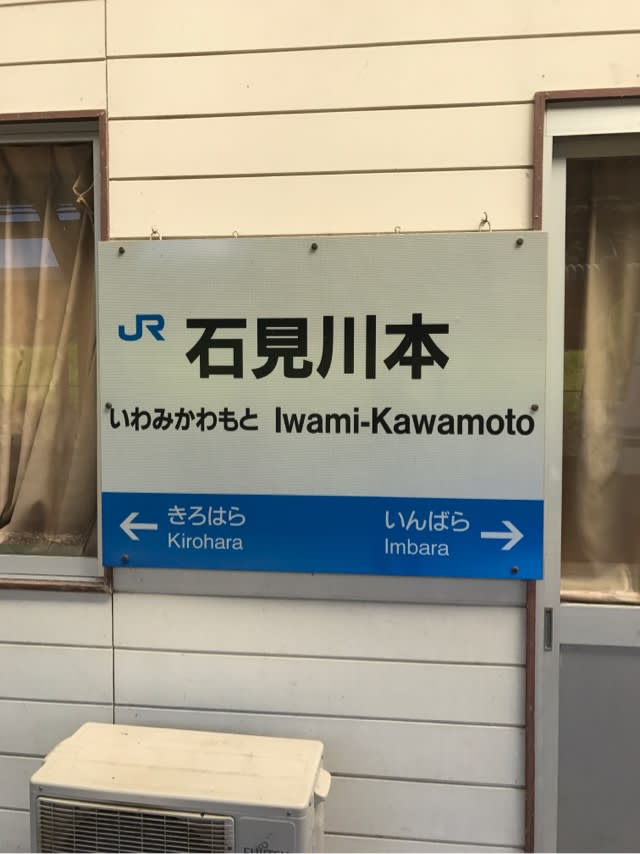 JR 石見川本
いわみかわもと Iwami-Kawamoto
← きろはら
Kirohara
いんばら →
Imbara